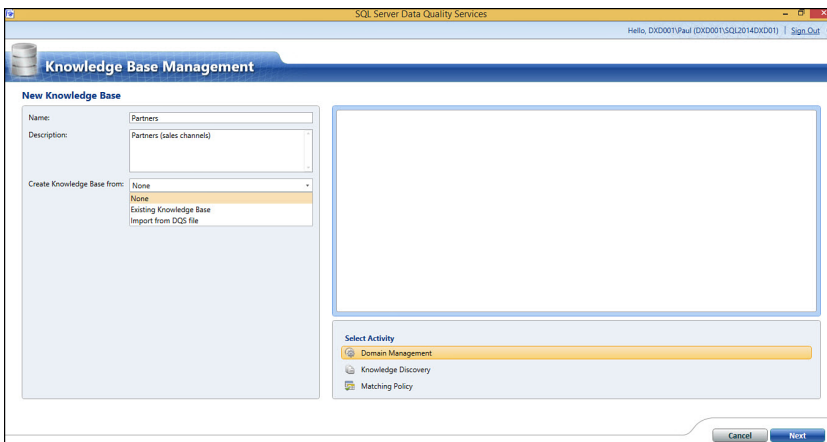 SQL Server Data Quality Services
Hello, DXD001\Paul (DXD001\SQL2014DXD01) | Sign Out
Knowledge Base Management
New Knowledge Base
Name: Partners
Description: Partners (sales channels)
Create Knowledge Base from: None
None
Existing Knowledge Base
Import from DQS file
Select Activity
Domain Management
Knowledge Discovery
Matching Policy
Cancel Next